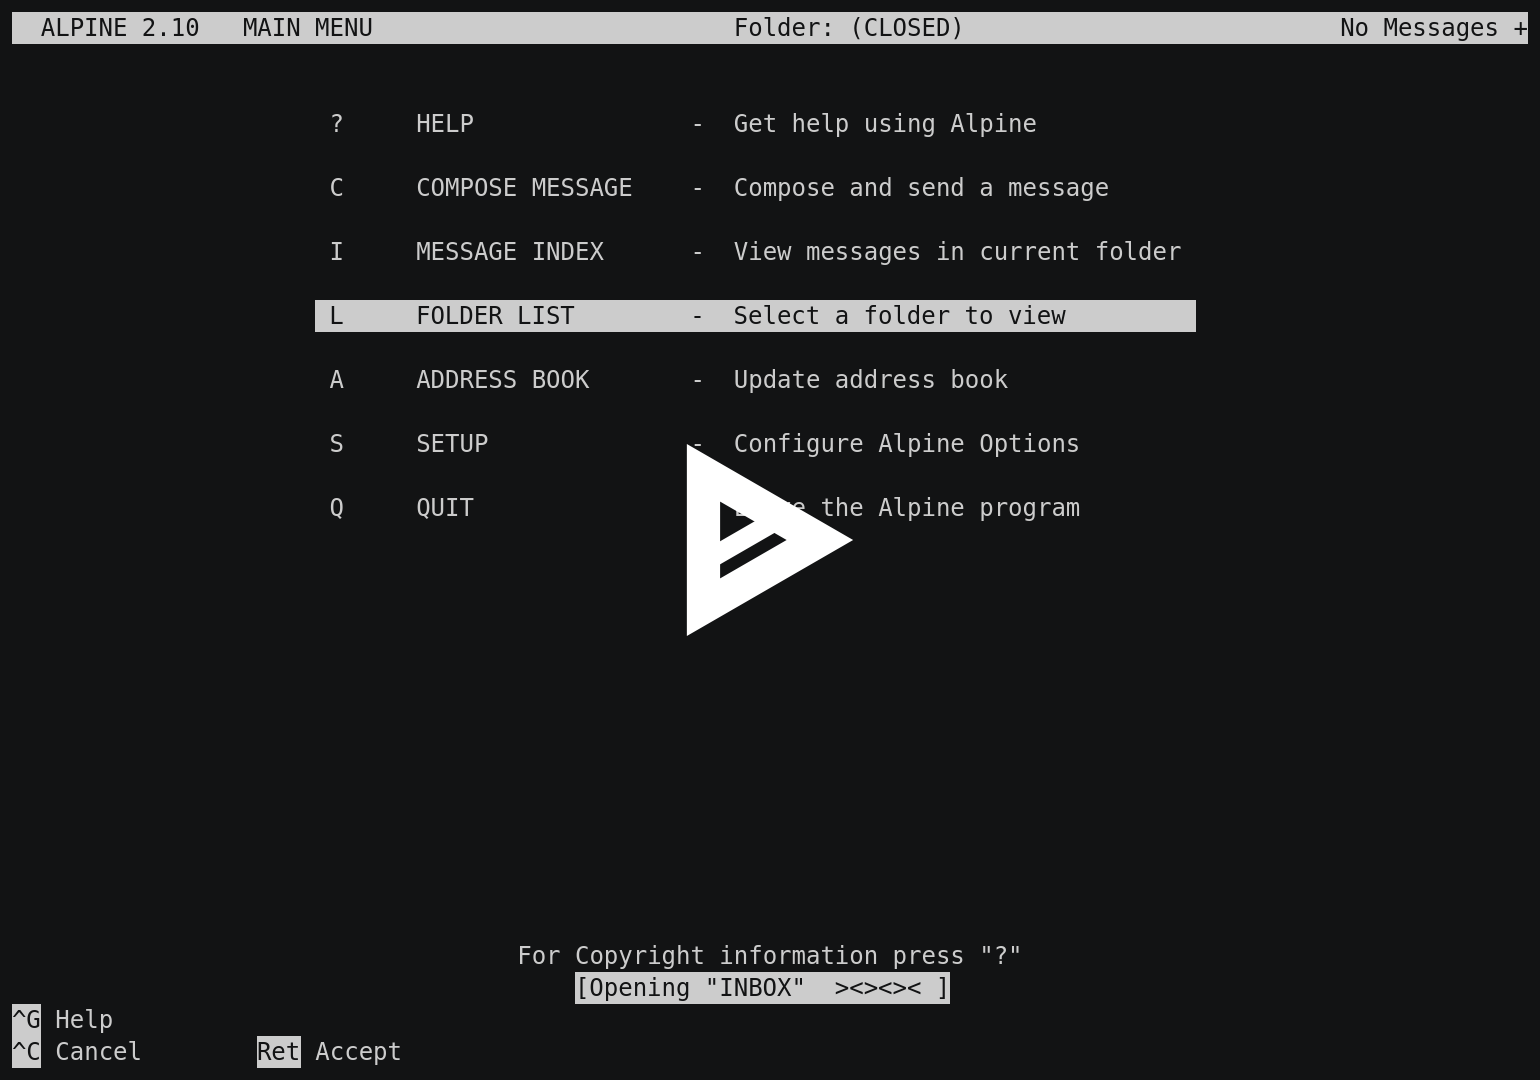 ALPINE 2.10   MAIN MENU                         Folder: (CLOSED)                          No Messages +
?     HELP               -  Get help using Alpine
C     COMPOSE MESSAGE    -  Compose and send a message
I     MESSAGE INDEX      -  View messages in current folder
L     FOLDER LIST        -  Select a folder to view
A     ADDRESS BOOK       -  Update address book
S     SETUP              -  Configure Alpine Options
Q     QUIT                  the Alpine program
For Copyright information press "?"
[Opening "INBOX"  ><><>< ]
^G Help
^C Cancel        Ret Accept